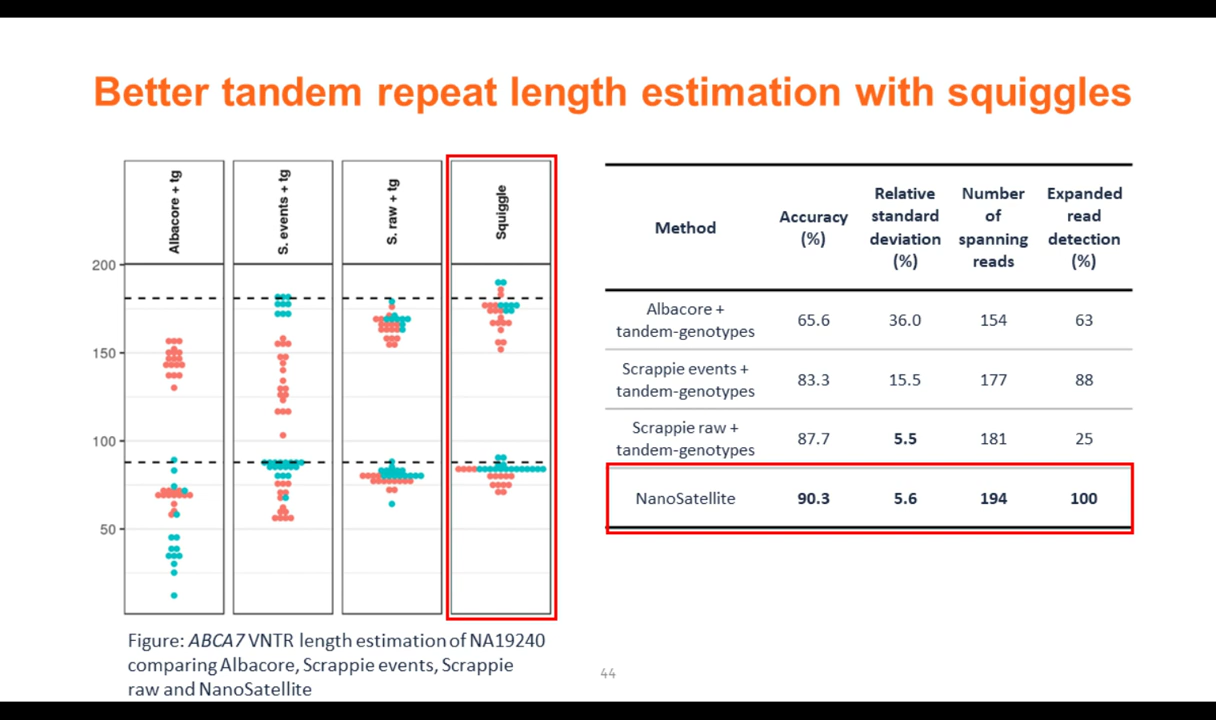 Better tandem repeat length estimation with squiggles
Albacore + tg
S. events + tg
S. raw + tg
Squiggle
200
150
100
50
Figure: ABCA7 VNTR length estimation of NA19240
comparing Albacore, Scrappie events, Scrappie
raw and NanoSatellite
Method
Accuracy
(%)
Relative
standard
deviation
(%)
Number
of
spanning
reads
Expanded
read
detection
(%)
Albacore +
tandem-genotypes
65.6
36.0
154
63
Scrappie events +
tandem-genotypes
83.3
15.5
177
88
Scrappie raw +
tandem-genotypes
87.7
5.5
181
25
NanoSatellite
90.3
5.6
194
100
44